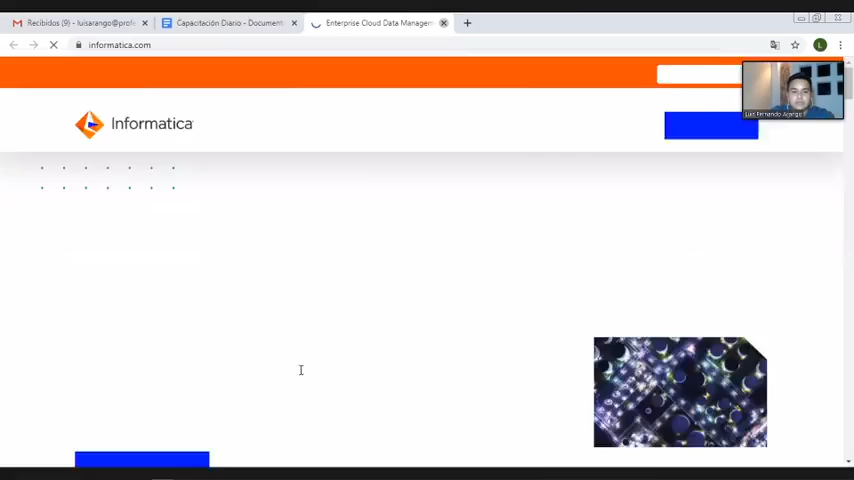 Recibidos (9) - luisarango@profe
Capacitación Diario - Document
Enterprise Cloud Data Managem
informatica.com
L
Informatica
Luis Fernando Arango